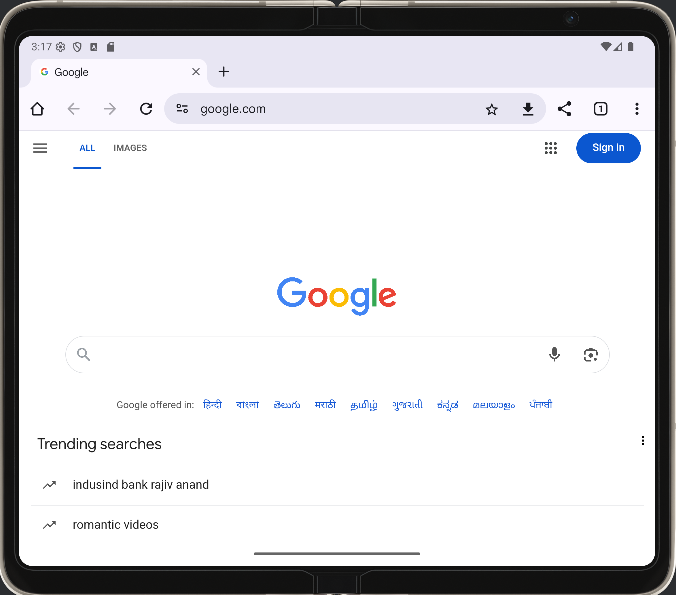 3:17
Google
google.com
1
ALL IMAGES
Sign in
Google
Google offered in: हिन्दी বাংলা తెలుగు मराठी தமிழ் ગુજરાતી ಕನ್ನಡ മലയാളം ਪੰਜਾਬੀ
Trending searches
indusind bank rajiv anand
romantic videos